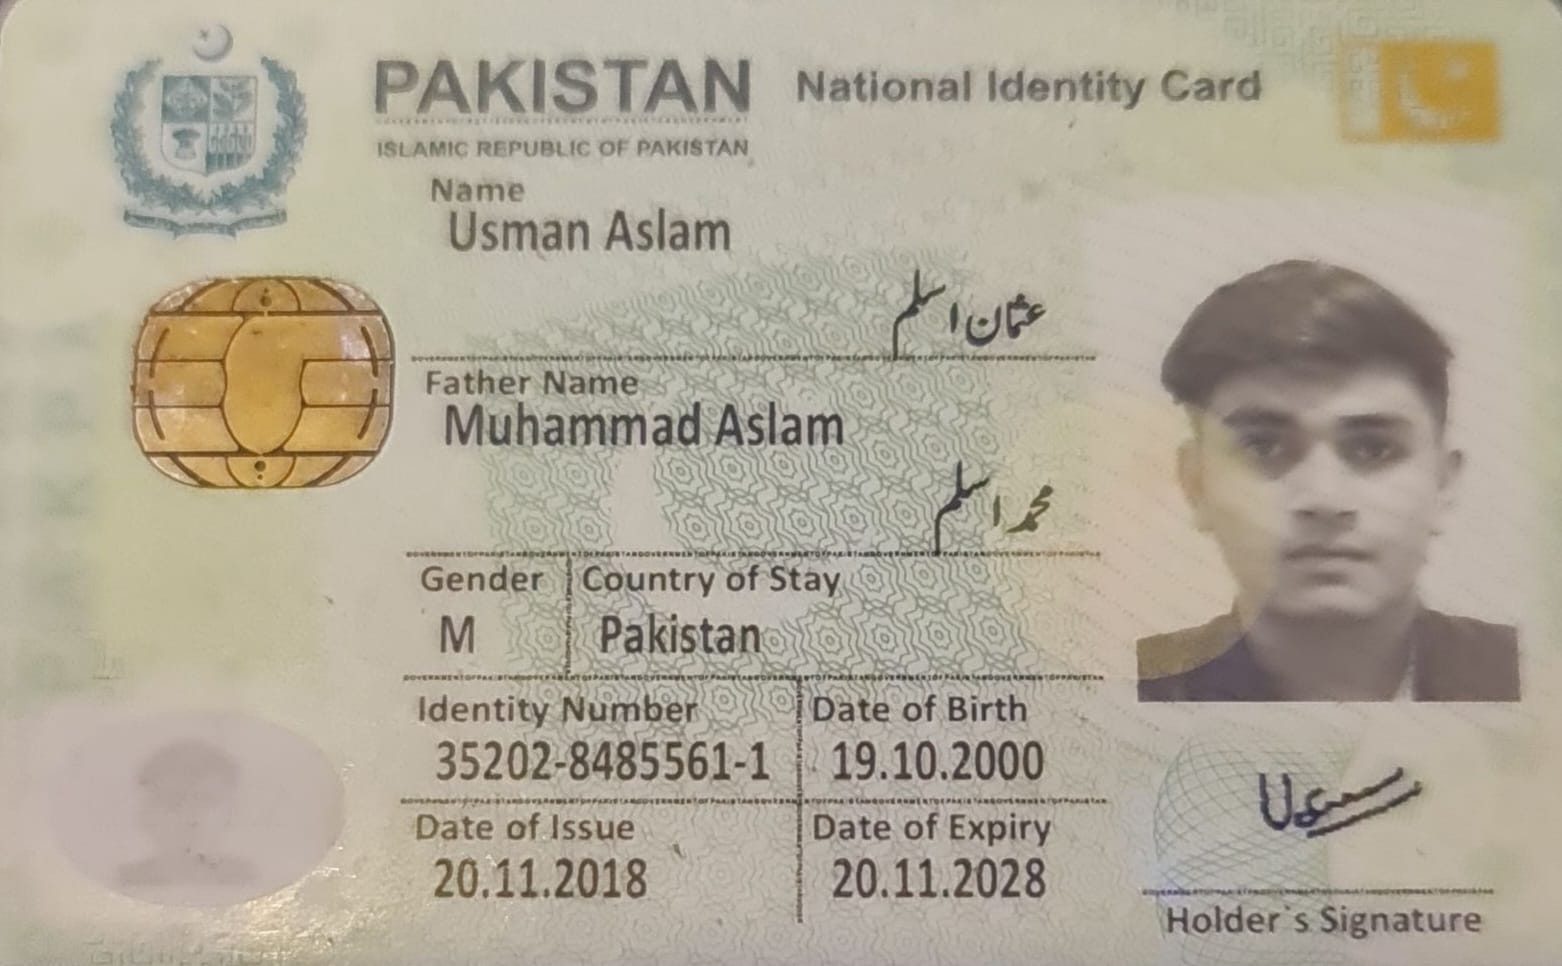 PAKISTAN National Identity Card
ISLAMIC REPUBLIC OF PAKISTAN
Name
Usman Aslam
عثمان اسلم
Father Name
Muhammad Aslam
محمد اسلم
Gender Country of Stay
M Pakistan
Identity Number Date of Birth
35202-8485561-1 19.10.2000
Date of Issue Date of Expiry
20.11.2018 20.11.2028
Holder's Signature